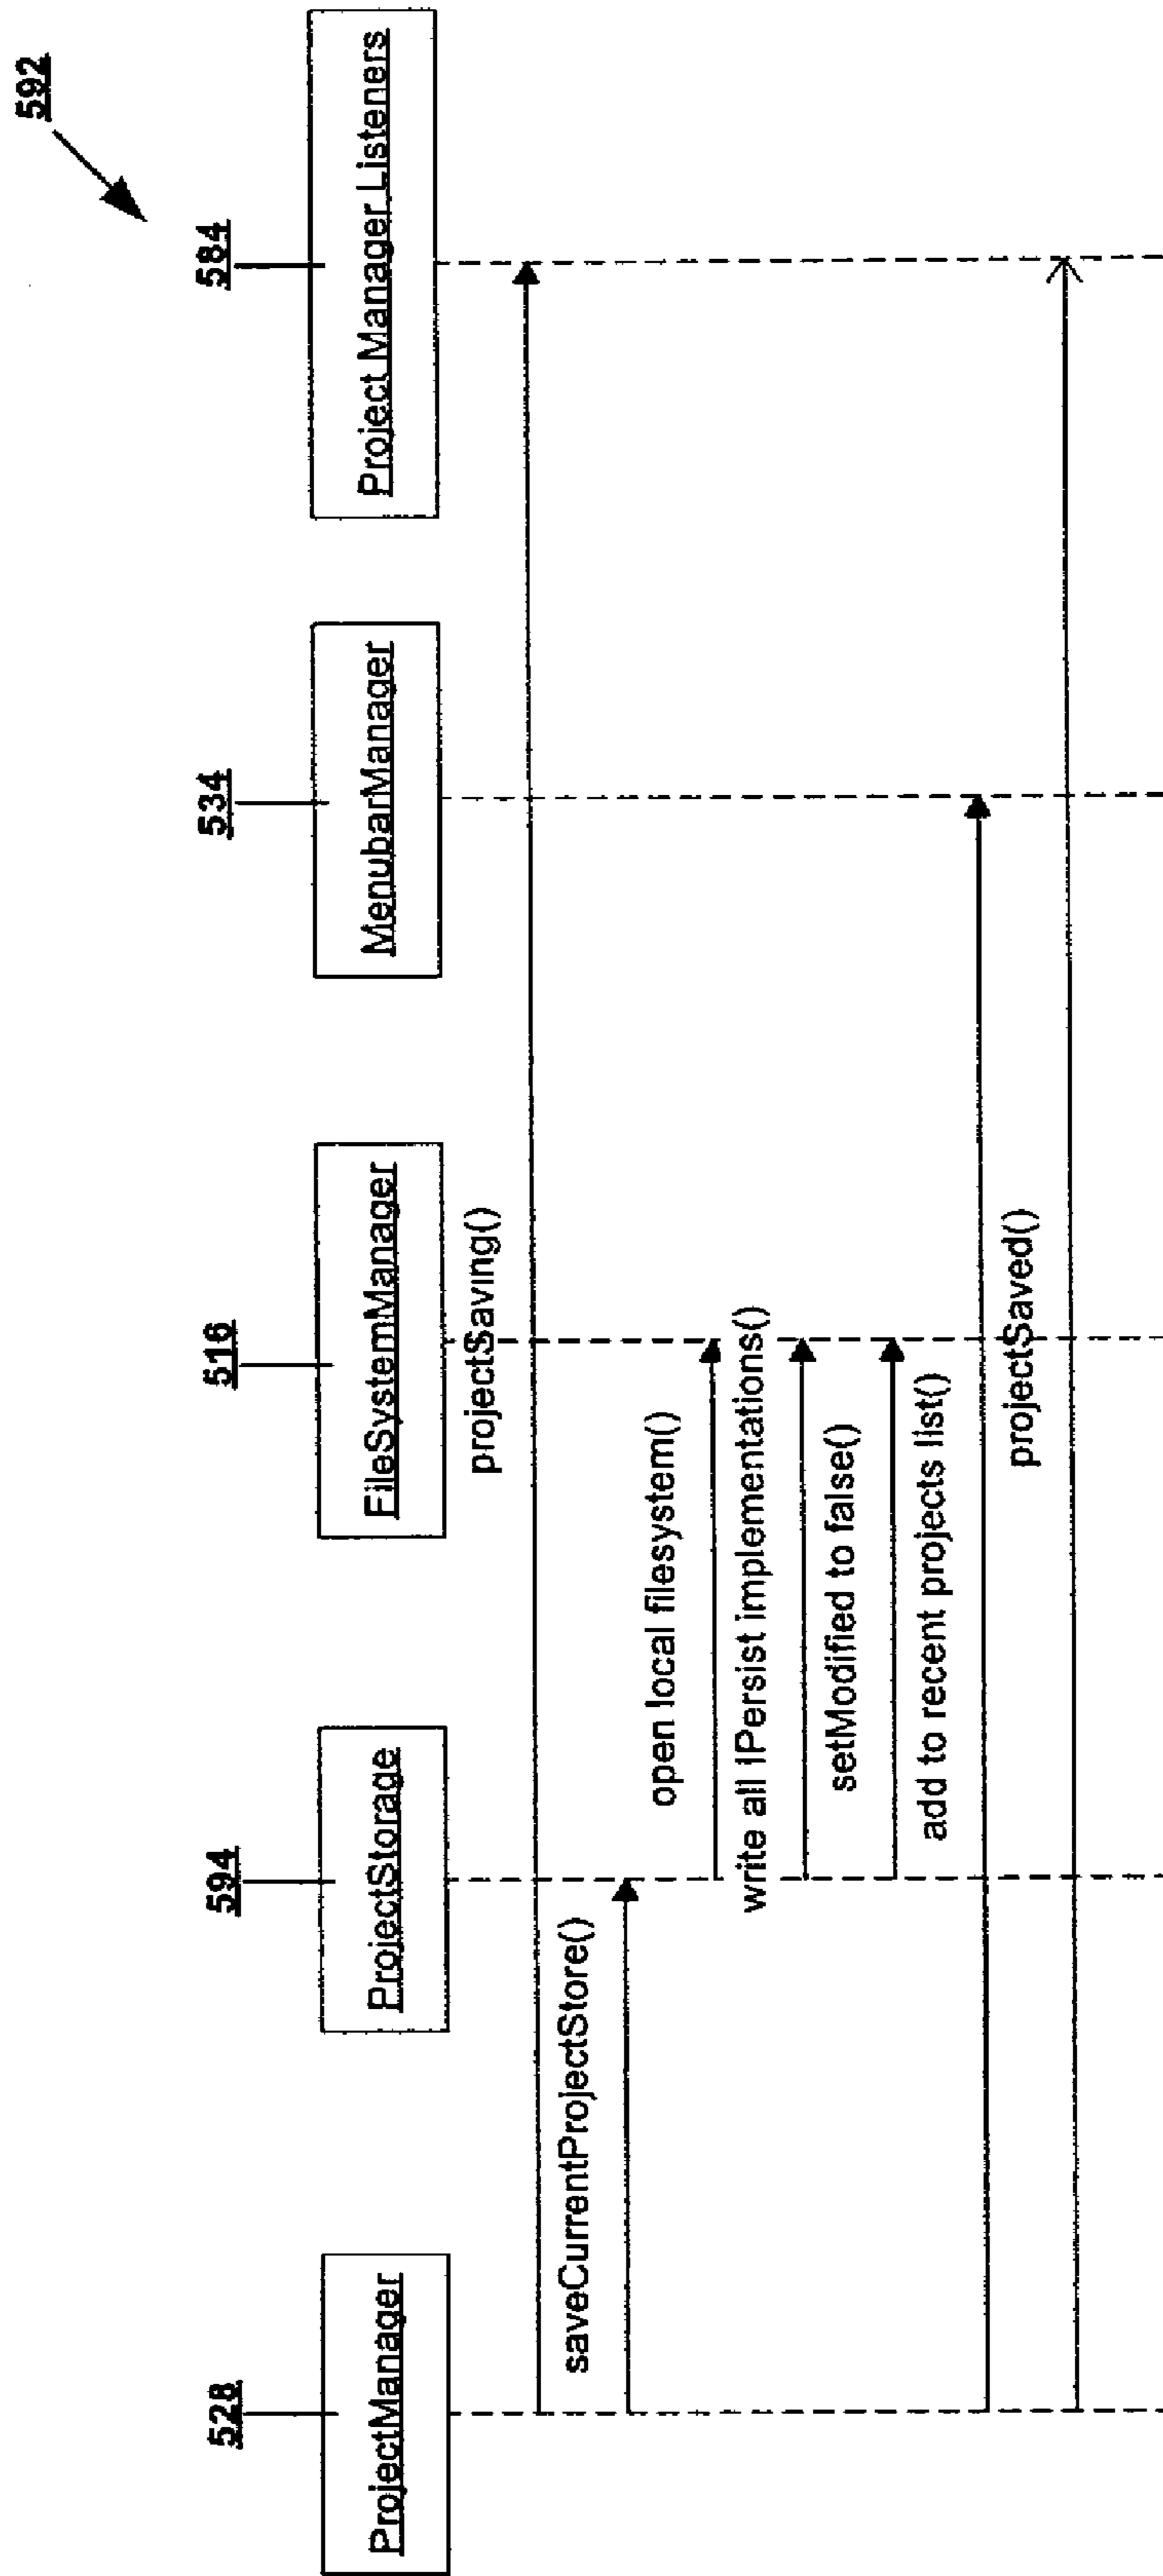 592
528
594
516
534
584
ProjectManager
ProjectStorage
FileSystemManager
MenubarManager
Project Manager Listeners
projectSaving()
saveCurrentProjectStore()
open local filesystem()
write all IPersist implementations()
setModified to false()
add to recent projects list()
projectSaved()